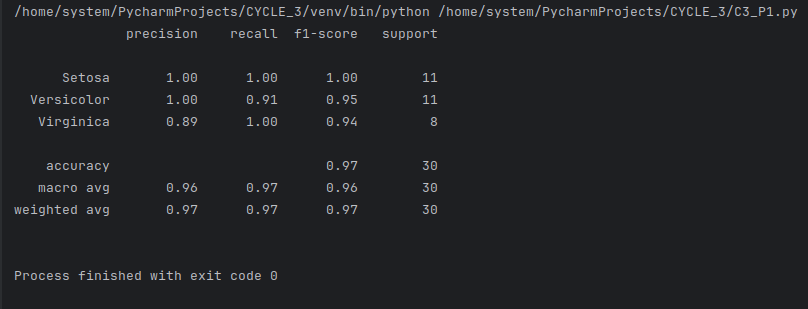 /home/system/PycharmProjects/CYCLE_3/venv/bin/python /home/system/PycharmProjects/CYCLE_3/C3_P1.py
precision recall f1-score support
Setosa 1.00 1.00 1.00 11
Versicolor 1.00 0.91 0.95 11
Virginica 0.89 1.00 0.94 8
accuracy 0.97 30
macro avg 0.96 0.97 0.96 30
weighted avg 0.97 0.97 0.97 30
Process finished with exit code 0